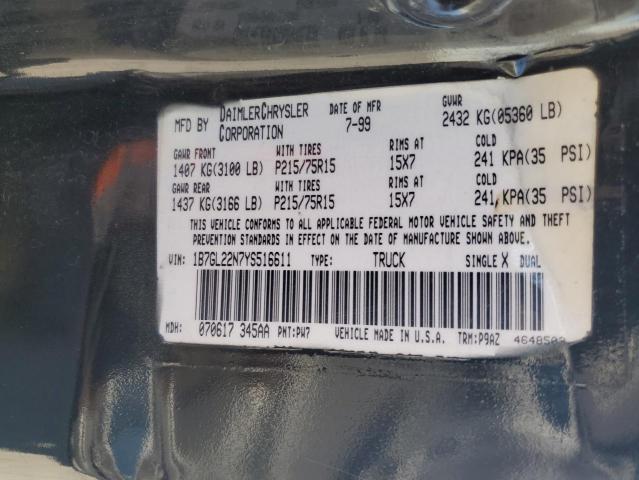 MFD BY DAIMLERCHRYSLER CORPORATION DATE OF MFR 7-99 GVWR 2432 KG(05360 LB)
GAWR FRONT WITH TIRES RIMS AT COLD
1407 KG(3100 LB) P215/75R15 15X7 241 KPA(35 PSI)
GAWR REAR WITH TIRES RIMS AT COLD
1437 KG(3166 LB) P215/75R15 15X7 241 KPA(35 PSI)
THIS VEHICLE CONFORMS TO ALL APPLICABLE FEDERAL MOTOR VEHICLE SAFETY AND THEFT
PREVENTION STANDARDS IN EFFECT ON THE DATE OF MANUFACTURE SHOWN ABOVE.
VIN: 1B7GL22N7YS516611 TYPE: TRUCK SINGLE X DUAL
MDH: 070617 345AA PNT:PW7 VEHICLE MADE IN U.S.A. TRM:P9AZ